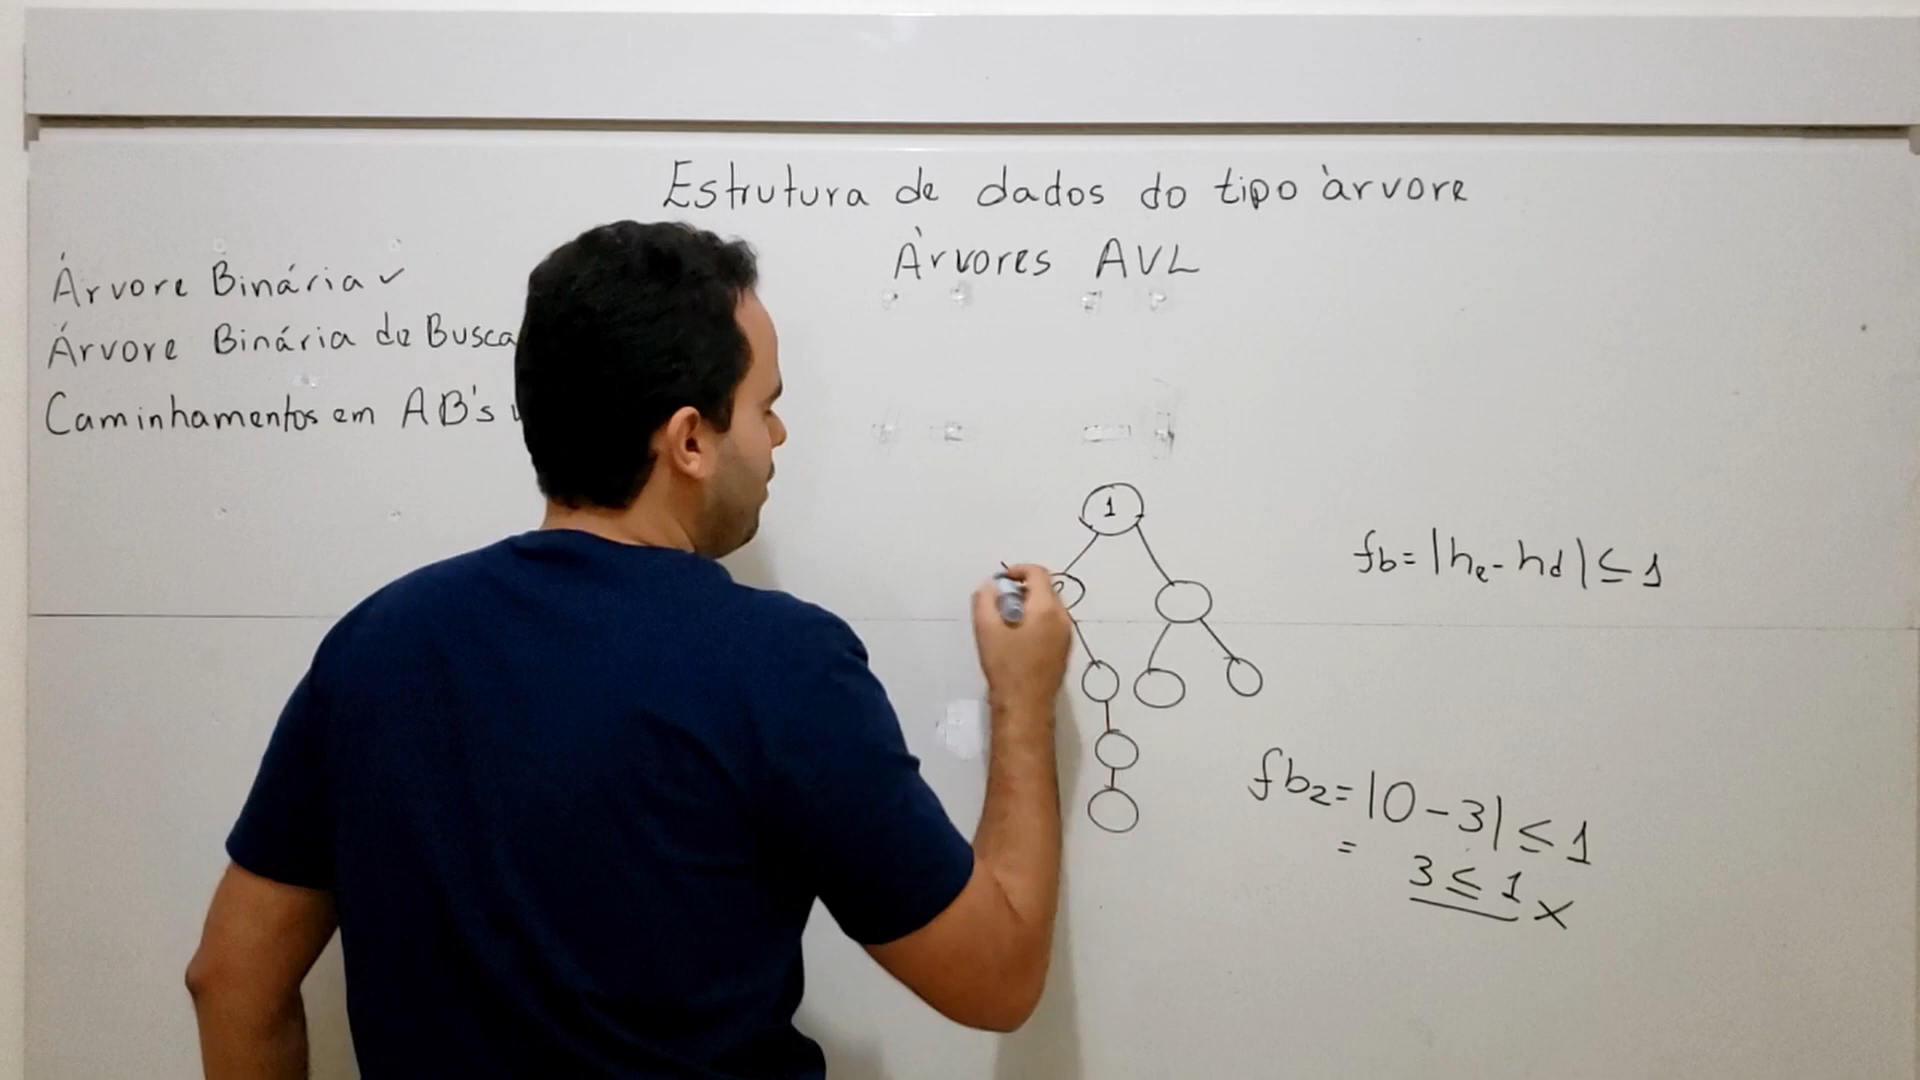 Estrutura de dados do tipo àrvore
Àrvores AVL
Árvore Binária ✓
Árvore Binária de Busca
Caminhamentos em AB's
1
fb = |he - hd| ≤ 1
fb2 = |0 - 3| ≤ 1
= 3 ≤ 1 X